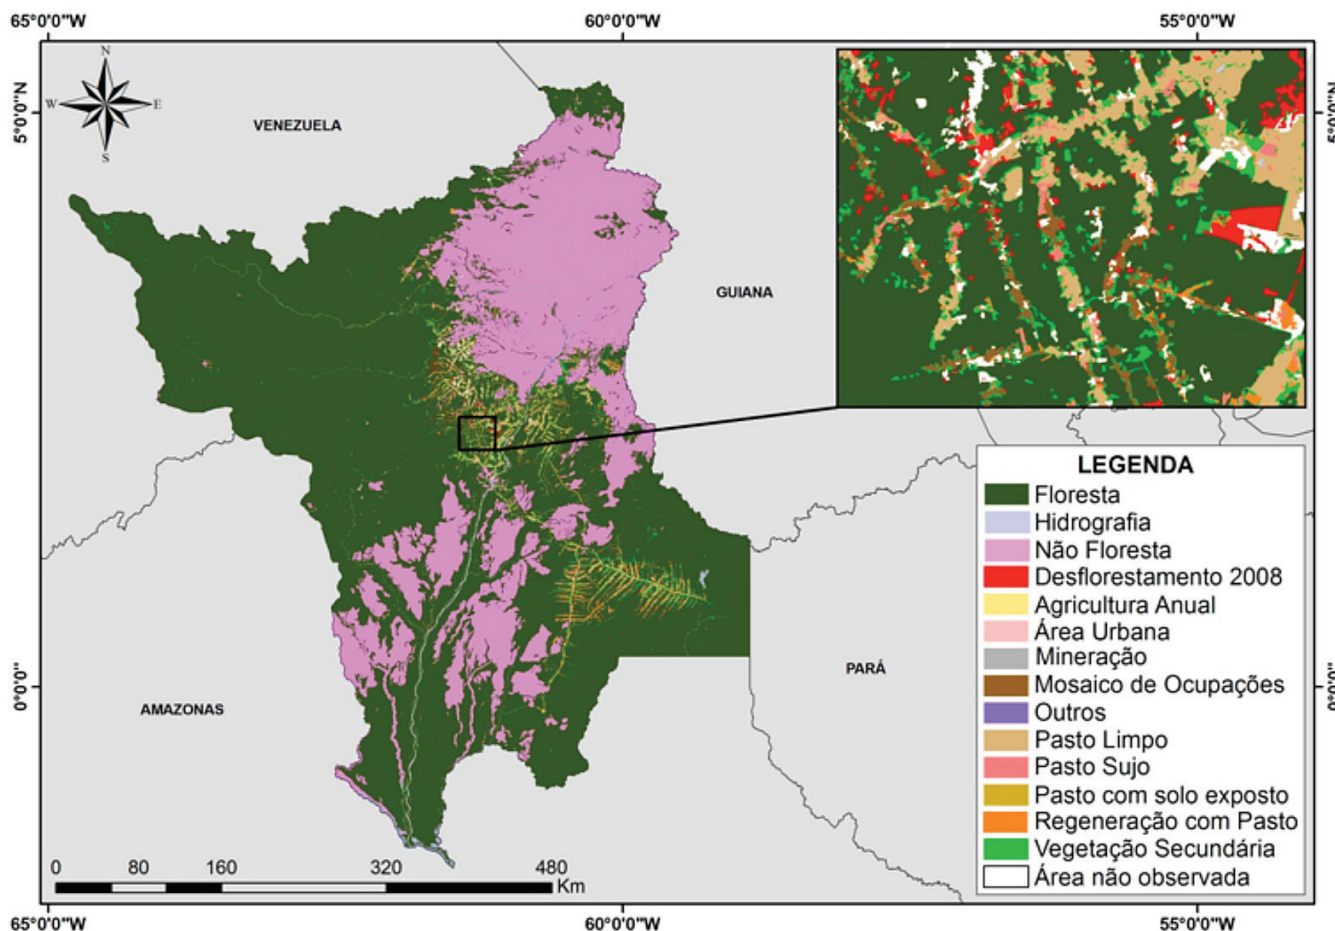 65°0'0"W 60°0'0"W 55°0'0"W
N
W E
S
5°0'0"N
5°0'0"N
VENEZUELA
GUIANA
LEGENDA
Floresta
Hidrografia
Não Floresta
Desflorestamento 2008
Agricultura Anual
Área Urbana
Mineração
Mosaico de Ocupações
Outros
Pasto Limpo
Pasto Sujo
Pasto com solo exposto
Regeneração com Pasto
Vegetação Secundária
Área não observada
PARÁ
AMAZONAS
0°0'0"
0°0'0"
0 80 160 320 480
Km
65°0'0"W 60°0'0"W 55°0'0"W